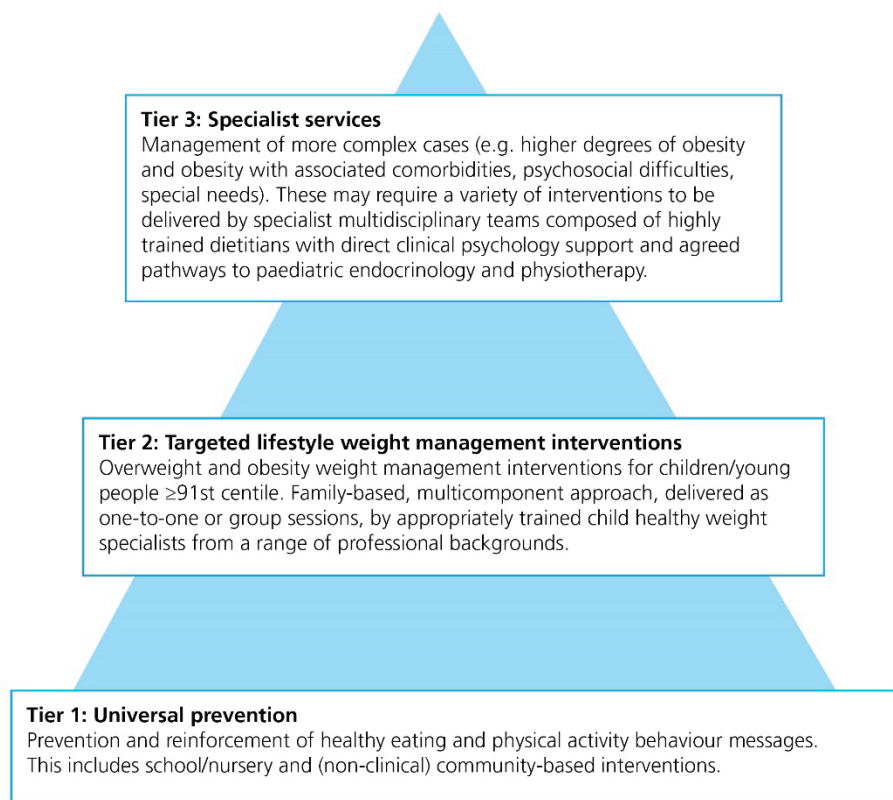 Tier 3: Specialist services
Management of more complex cases (e.g. higher degrees of obesity
and obesity with associated comorbidities, psychosocial difficulties,
special needs). These may require a variety of interventions to be
delivered by specialist multidisciplinary teams composed of highly
trained dietitians with direct clinical psychology support and agreed
pathways to paediatric endocrinology and physiotherapy.
Tier 2: Targeted lifestyle weight management interventions
Overweight and obesity weight management interventions for children/young
people ≥91st centile. Family-based, multicomponent approach, delivered as
one-to-one or group sessions, by appropriately trained child healthy weight
specialists from a range of professional backgrounds.
Tier 1: Universal prevention
Prevention and reinforcement of healthy eating and physical activity behaviour messages.
This includes school/nursery and (non-clinical) community-based interventions.